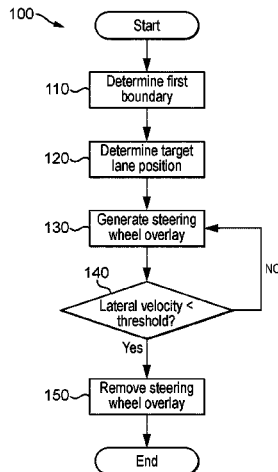 100
Start
110
Determine first
boundary
120
Determine target
lane position
130
Generate steering
wheel overlay
140
Lateral velocity <
threshold?
NO
Yes
150
Remove steering
wheel overlay
End